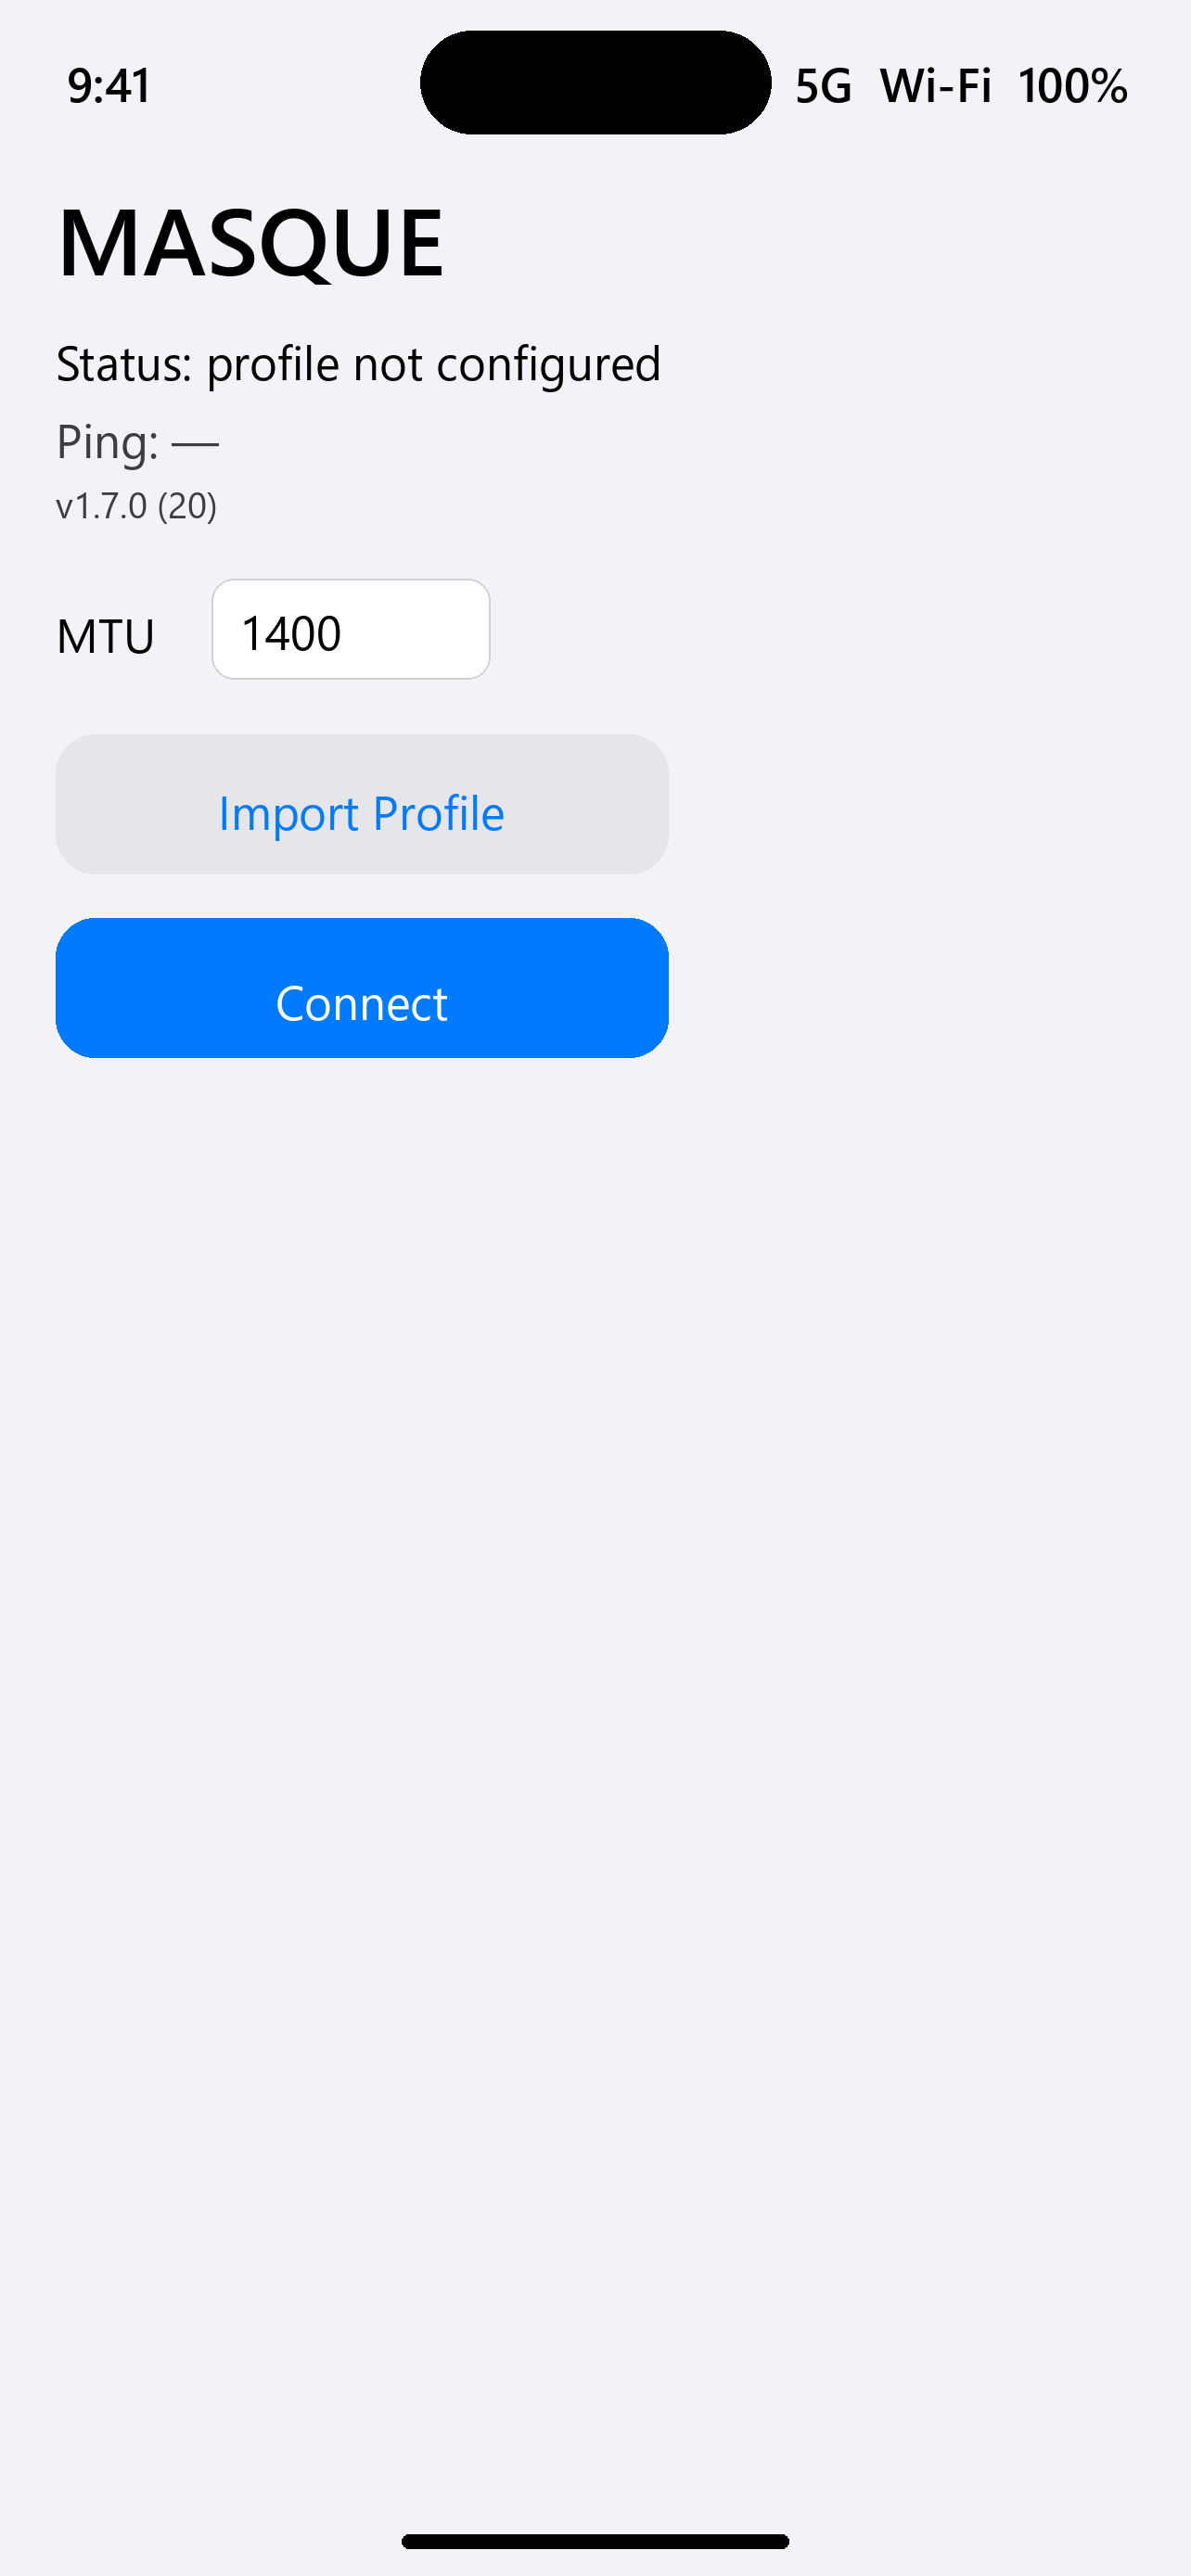 9:41 5G Wi-Fi 100%
MASQUE
Status: profile not configured
Ping: —
v1.7.0 (20)
MTU 1400
Import Profile
Connect